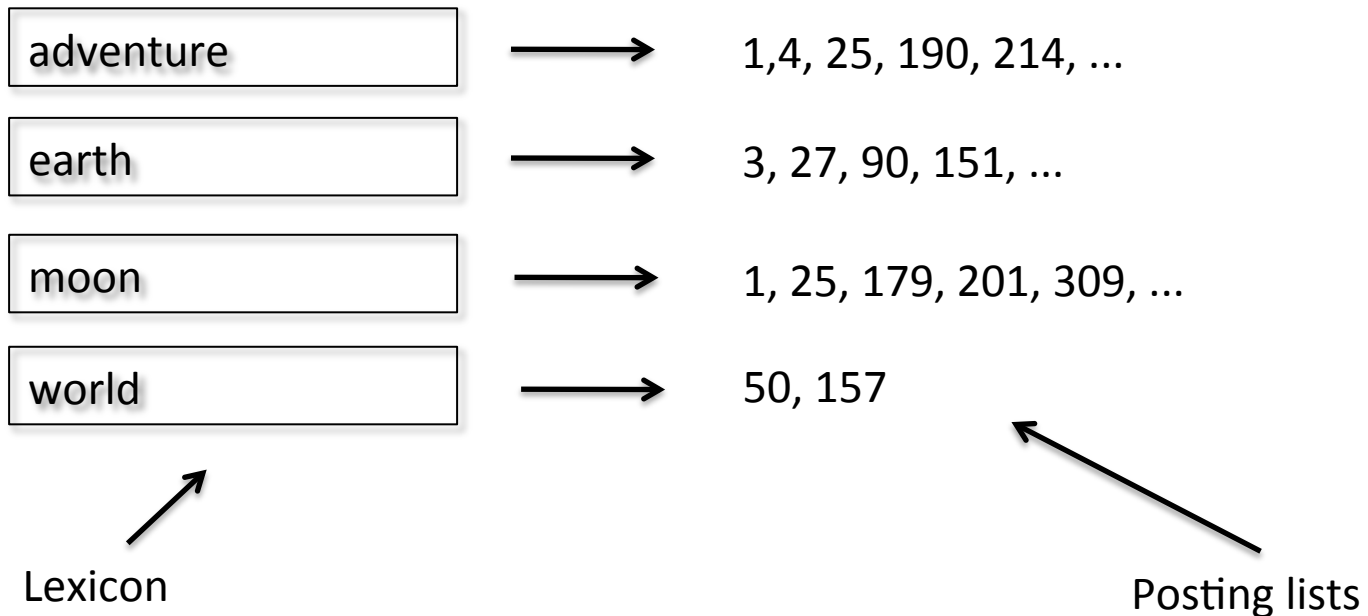 adventure 1,4, 25, 190, 214, ...
earth 3, 27, 90, 151, ...
moon 1, 25, 179, 201, 309, ...
world 50, 157
Lexicon Posting lists